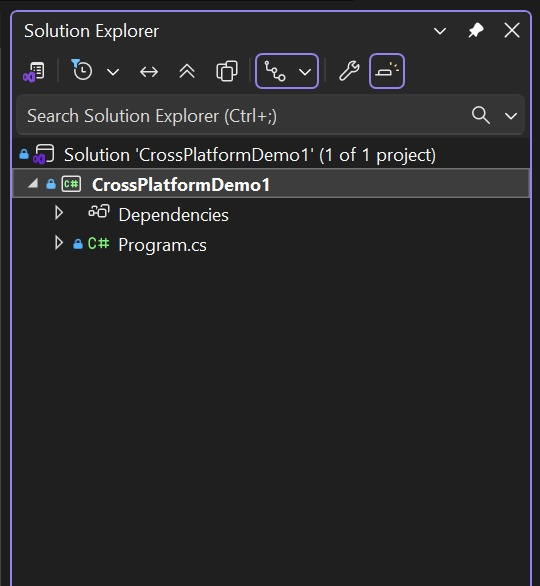 Solution Explorer
Search Solution Explorer (Ctrl+;)
Solution 'CrossPlatformDemo1' (1 of 1 project)
C# CrossPlatformDemo1
Dependencies
C# Program.cs